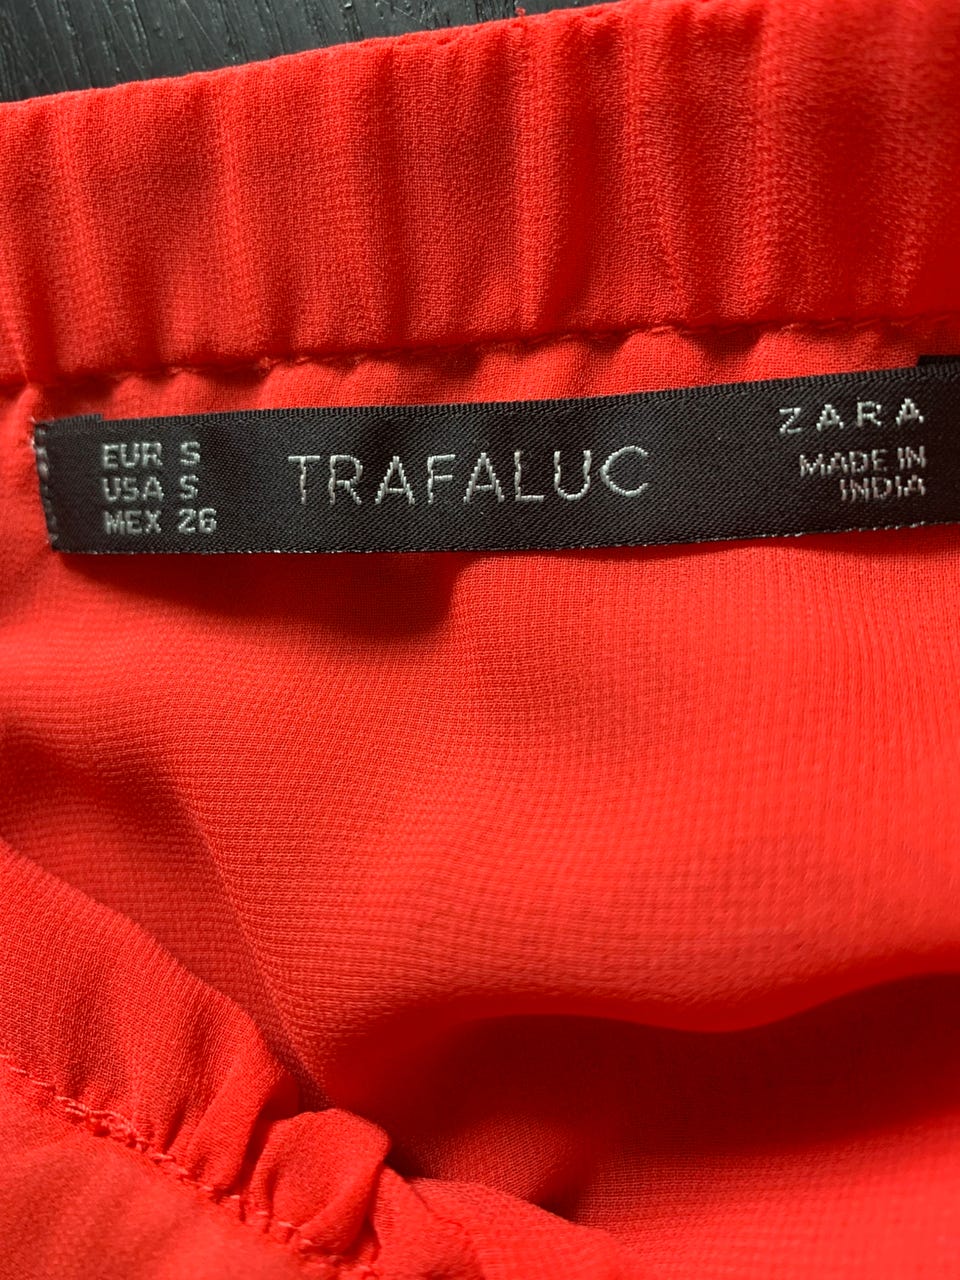 EUR S
USA S
MEX 26
TRAFALUC
ZARA
MADE IN
INDIA